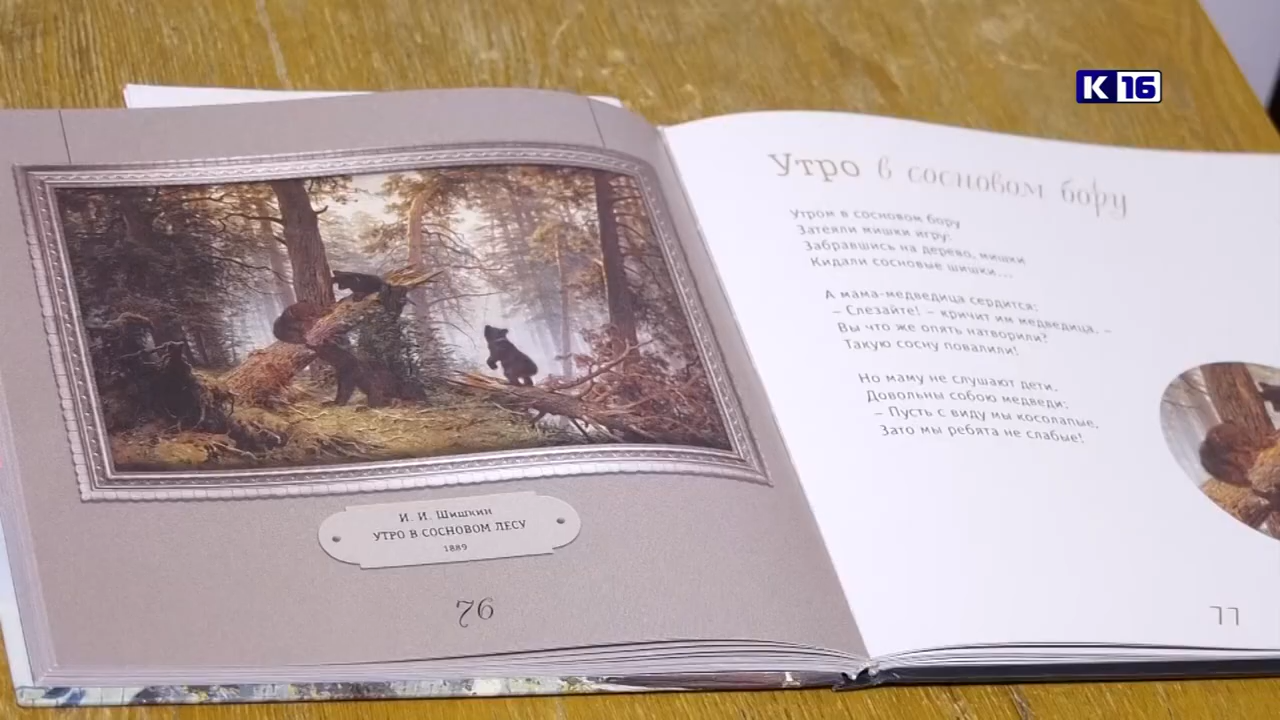 К 16
И. И. Шишкин
УТРО В СОСНОВОМ ЛЕСУ
1889
76
Утро в сосновом бору
Утром в сосновом бору
Затеяли мишки игру:
Забравшись на дерево, мишки
Кидали сосновые шишки...
А мама-медведица сердится:
– Слезайте! – кричит им медведица. –
Вы что же опять натворили?
Такую сосну повалили!
Но маму не слушают дети.
Довольны собою медведи:
– Пусть с виду мы косолапые,
Зато мы ребята не слабые!
77